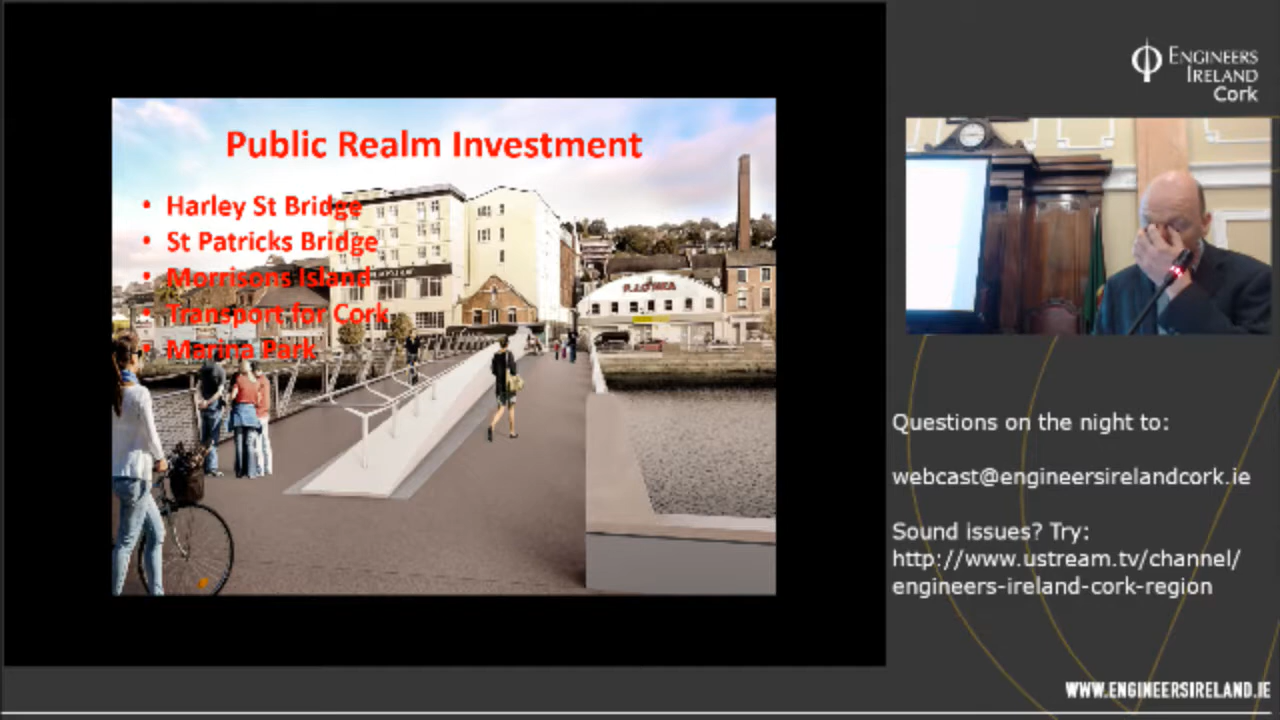 Public Realm Investment
• Harley St Bridge
• St Patricks Bridge
• Morrisons Island
• Transport for Cork
• Marina Park
ENGINEERS
IRELAND
Cork
Questions on the night to:
webcast@engineersirelandcork.ie
Sound issues? Try:
http://www.ustream.tv/channel/
engineers-ireland-cork-region
WWW.ENGINEERSIRELAND.IE